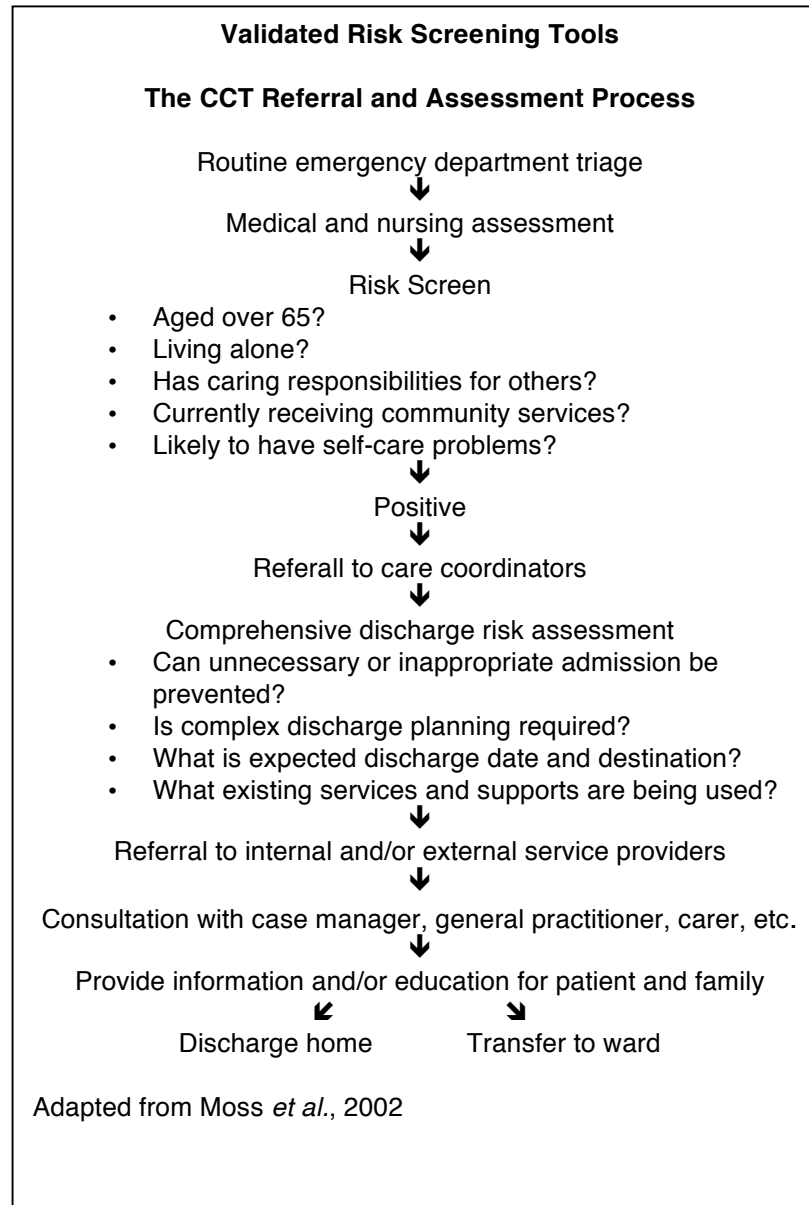 Validated Risk Screening Tools
The CCT Referral and Assessment Process
Routine emergency department triage
Medical and nursing assessment
Risk Screen
• Aged over 65?
• Living alone?
• Has caring responsibilities for others?
• Currently receiving community services?
• Likely to have self-care problems?
Positive
Referall to care coordinators
Comprehensive discharge risk assessment
• Can unnecessary or inappropriate admission be
prevented?
• Is complex discharge planning required?
• What is expected discharge date and destination?
• What existing services and supports are being used?
Referral to internal and/or external service providers
Consultation with case manager, general practitioner, carer, etc.
Provide information and/or education for patient and family
Discharge home Transfer to ward
Adapted from Moss et al., 2002